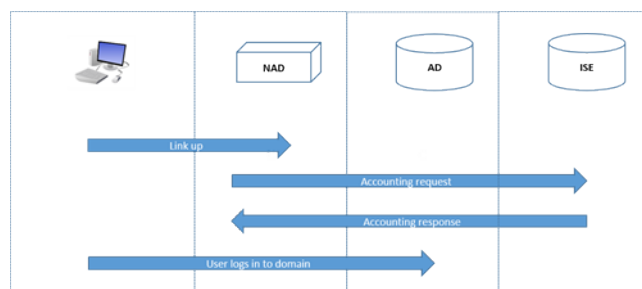 NAD
AD
ISE
Link up
Accounting request
Accounting response
User logs in to domain